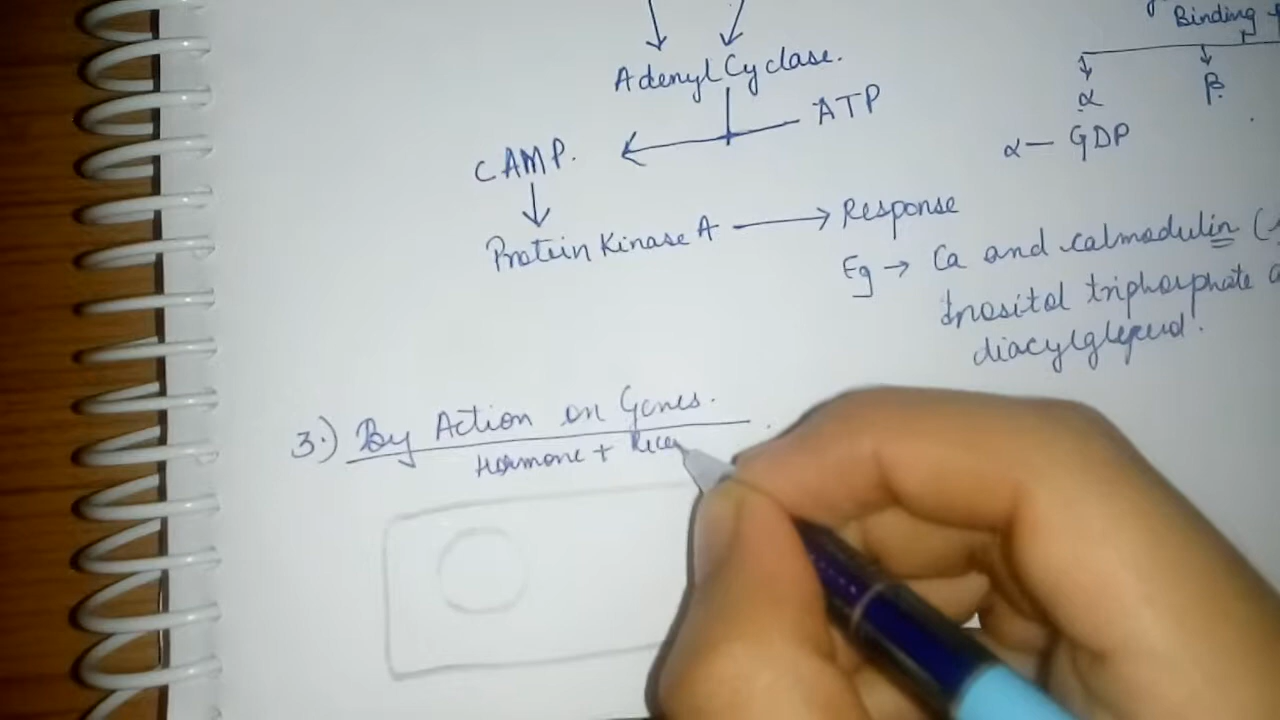 Binding
Adenyl Cyclase.
ATP
α
β
CAMP.
α— GDP
Protein Kinase A → Response
Eg → Ca and calmodulin (
Inositol triphosphate
3.) By Action on Genes.
Hormone + Rece